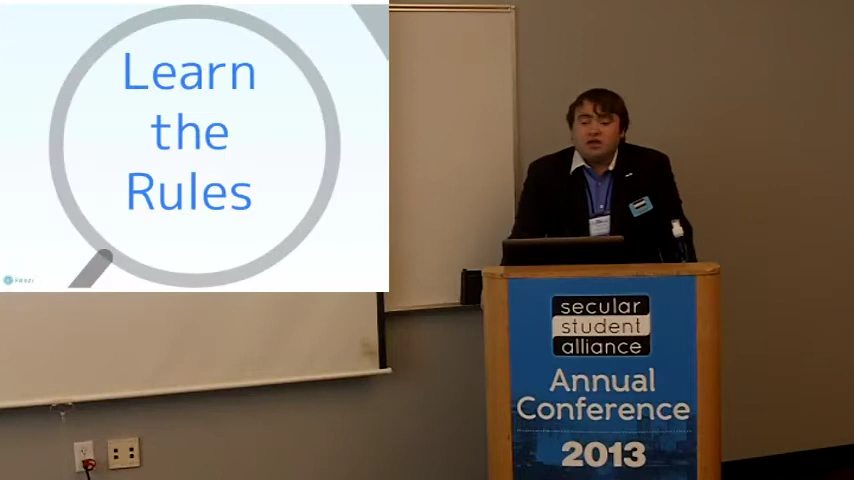 Learn
the
Rules
secular
student
alliance
Annual
Conference
2013